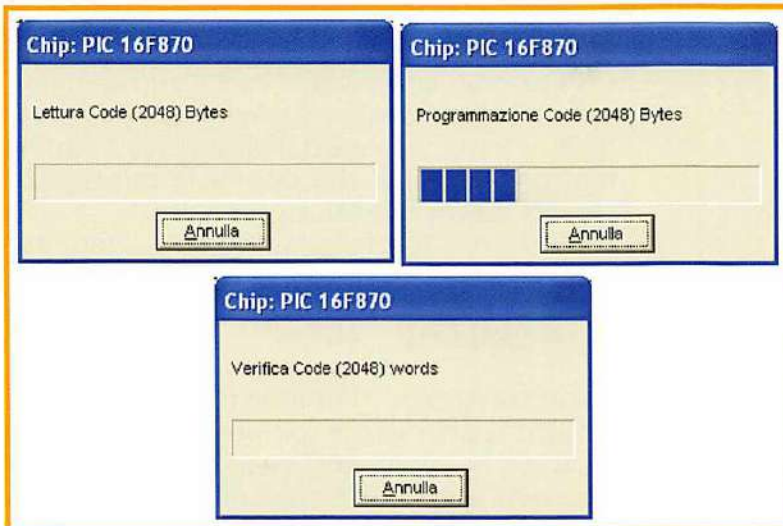 Chip: PIC 16F870
Lettura Code (2048) Bytes
Annulla
Chip: PIC 16F870
Programmazione Code (2048) Bytes
Annulla
Chip: PIC 16F870
Verifica Code (2048) words
Annulla